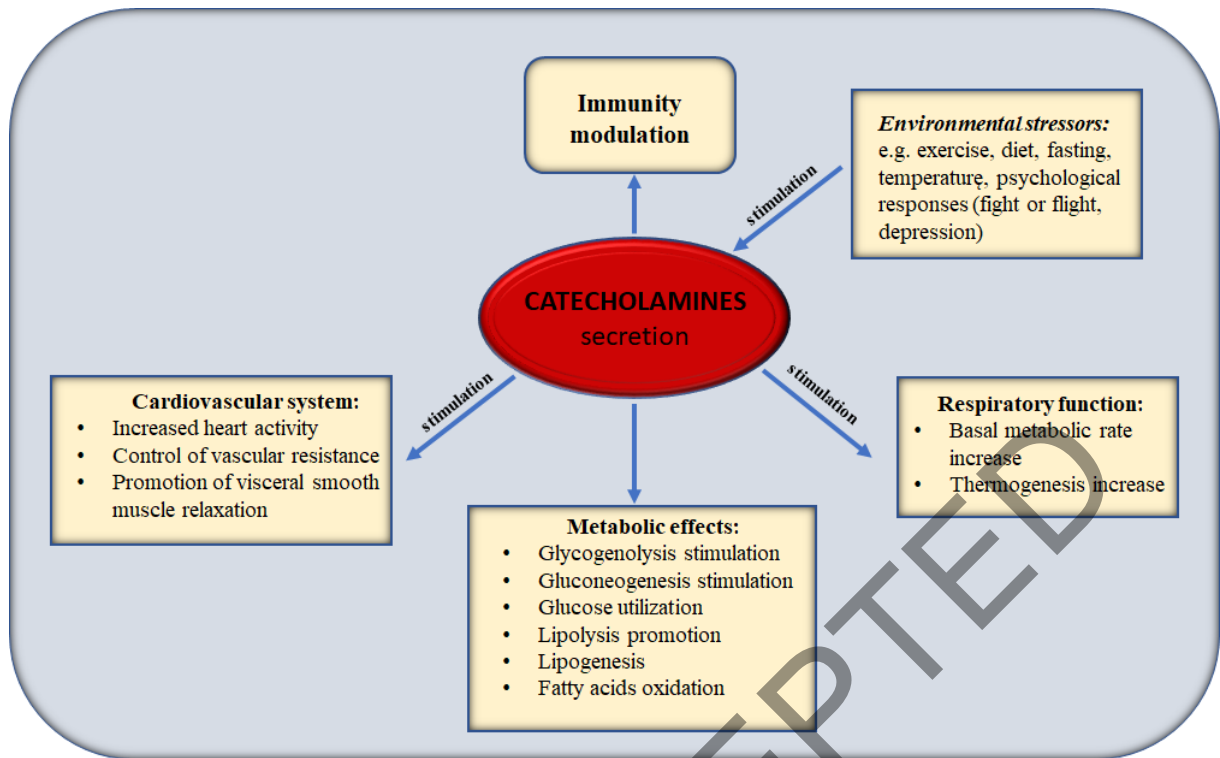 Immunity
modulation
Environmental stressors:
e.g. exercise, diet, fasting,
temperaturę, psychological
responses (fight or flight,
depression)
stimulation
CATECHOLAMINES
secretion
stimulation
stimulation
Cardiovascular system:
• Increased heart activity
• Control of vascular resistance
• Promotion of visceral smooth
muscle relaxation
Respiratory function:
• Basal metabolic rate
increase
• Thermogenesis increase
Metabolic effects:
• Glycogenolysis stimulation
• Gluconeogenesis stimulation
• Glucose utilization
• Lipolysis promotion
• Lipogenesis
• Fatty acids oxidation
EPTED